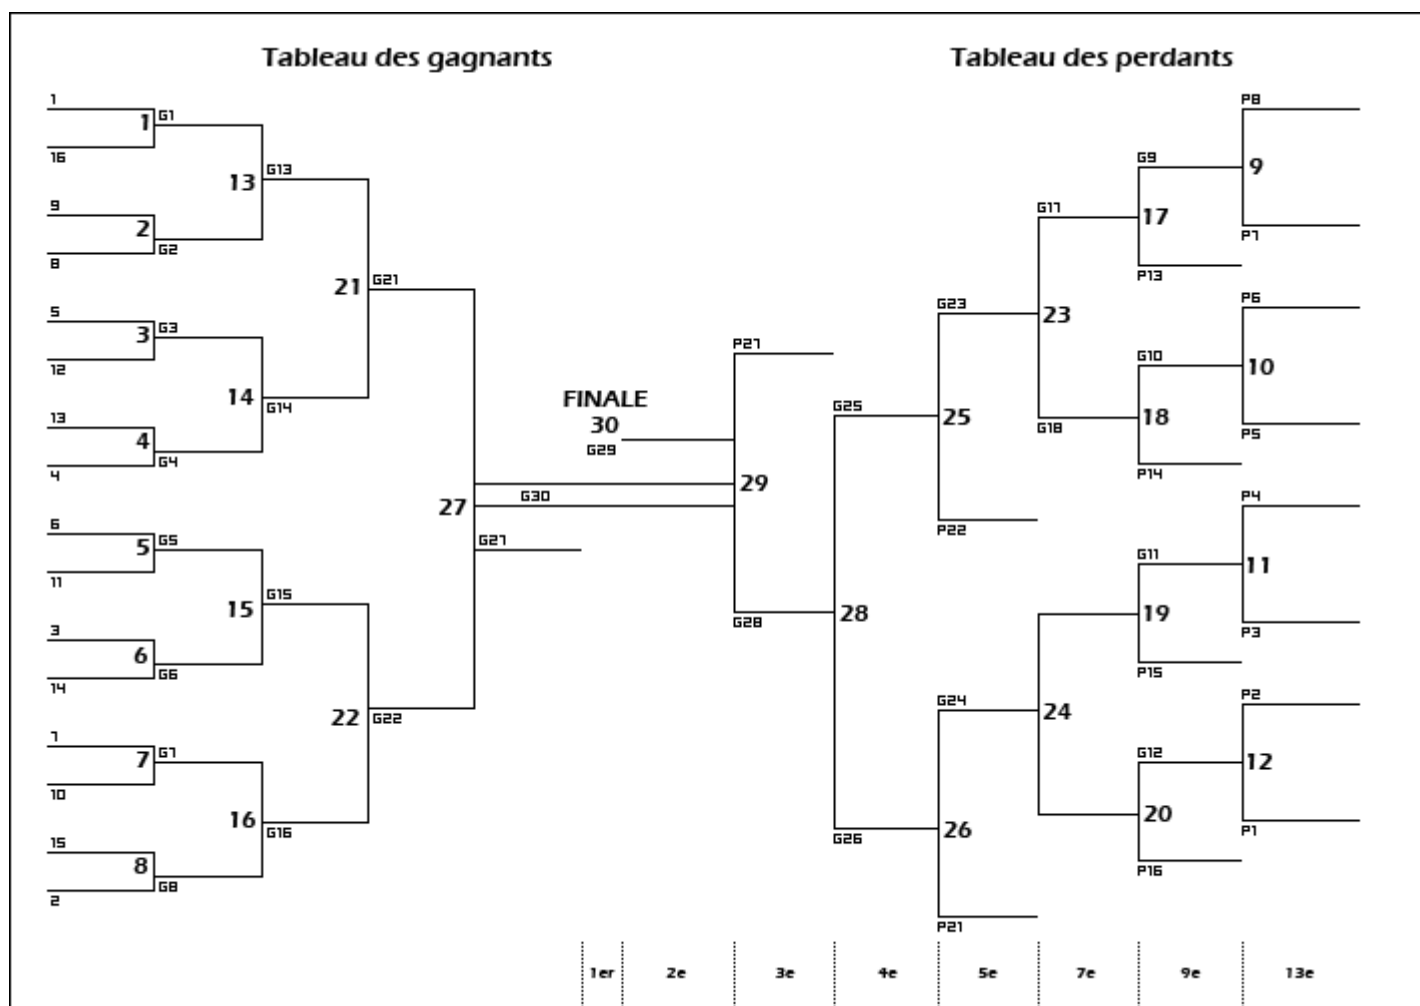 Tableau des gagnants
Tableau des perdants
1
1
G1
16
13
G13
9
2
G2
8
21
G21
5
3
G3
12
14
G14
13
4
G4
4
27
G27
6
5
G5
11
15
G15
3
6
G6
14
22
G22
7
7
G7
10
16
G16
15
8
G8
2
FINALE
30
G29
G30
P27
29
G28
G25
28
G26
G23
25
P22
G24
26
P21
G17
23
G18
24
G9
17
P13
G10
18
P14
G11
19
P15
G12
20
P16
P8
9
P7
P6
10
P5
P4
11
P3
P2
12
P1
1er 2e 3e 4e 5e 7e 9e 13e